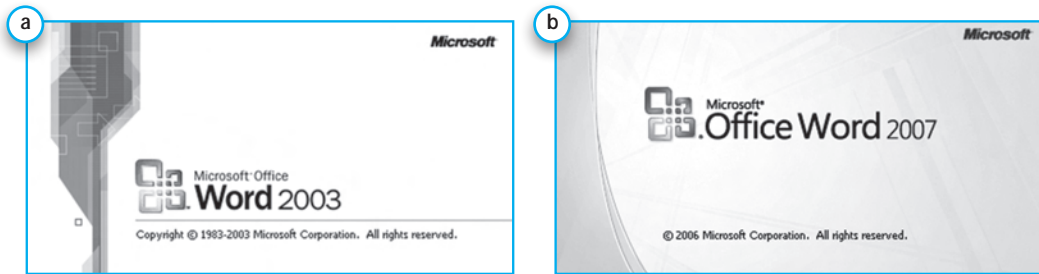 a
Microsoft
Microsoft Office
Word 2003
Copyright © 1983-2003 Microsoft Corporation. All rights reserved.
b
Microsoft
Microsoft®
Office Word 2007
© 2006 Microsoft Corporation. All rights reserved.